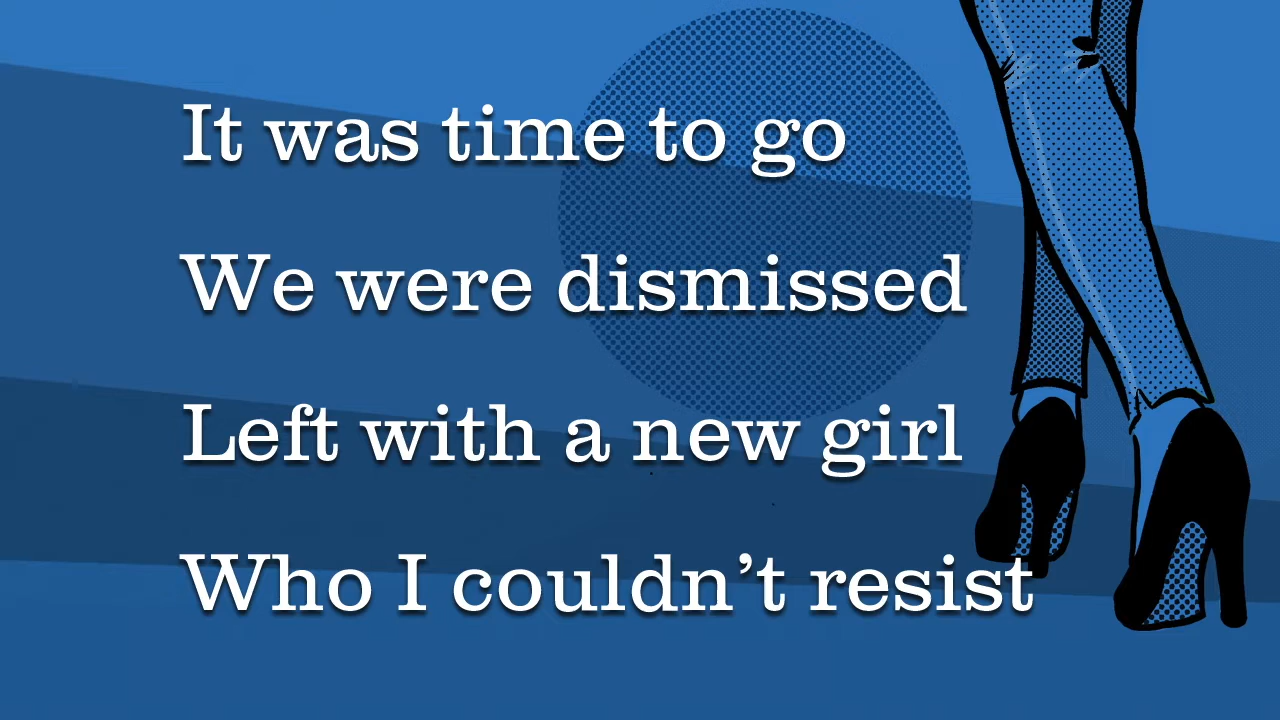 It was time to go
We were dismissed
Left with a new girl
Who I couldn’t resist